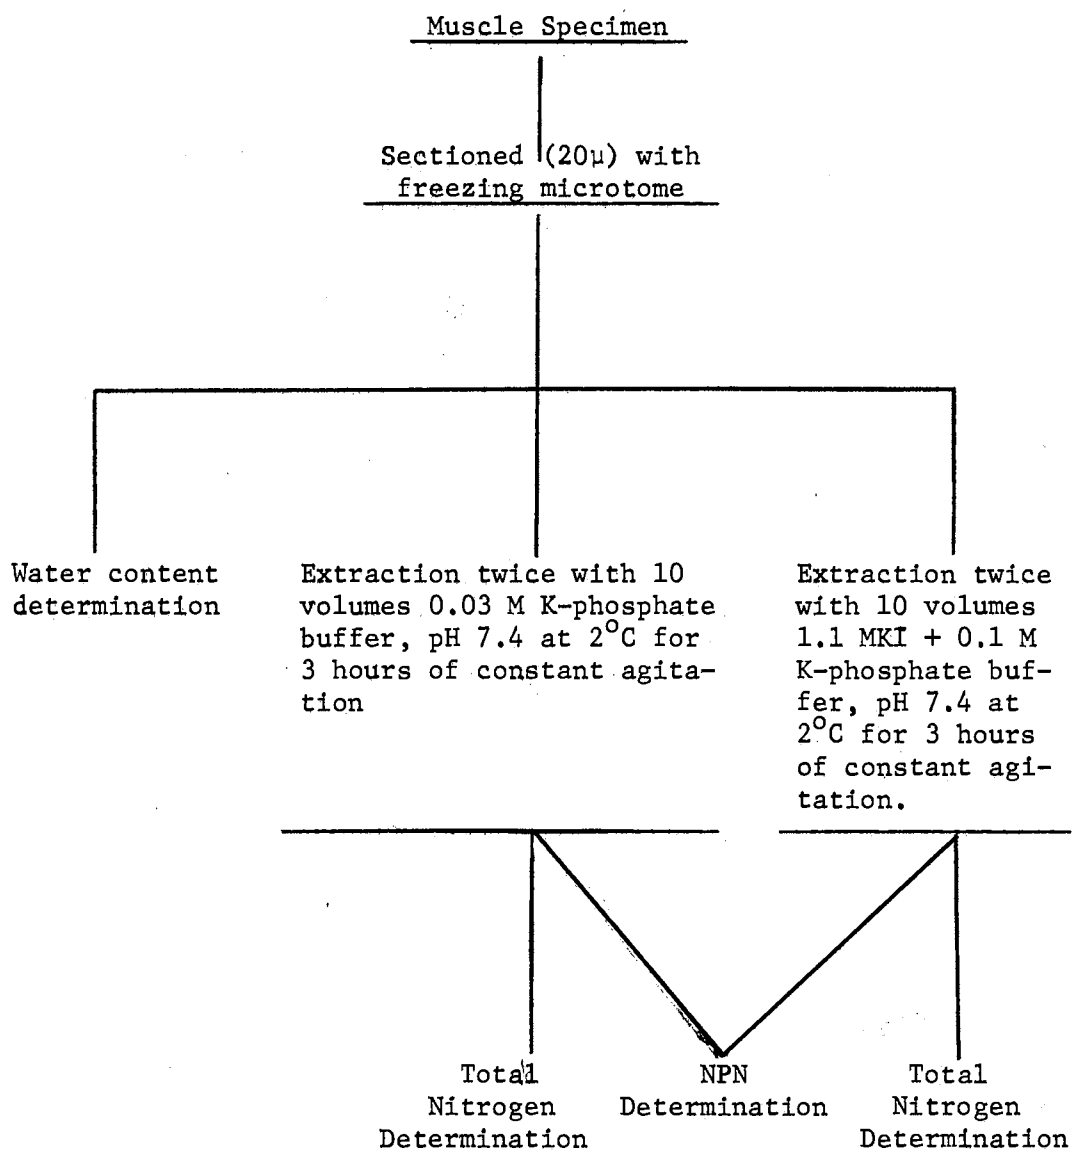 Muscle Specimen
Sectioned (20μ) with
freezing microtome
Water content
determination
Extraction twice with 10
volumes 0.03 M K-phosphate
buffer, pH 7.4 at 2°C for
3 hours of constant agita-
tion
Extraction twice
with 10 volumes
1.1 MKI + 0.1 M
K-phosphate buf-
fer, pH 7.4 at
2°C for 3 hours
of constant agi-
tation.
Total
Nitrogen
Determination
NPN
Determination
Total
Nitrogen
Determination